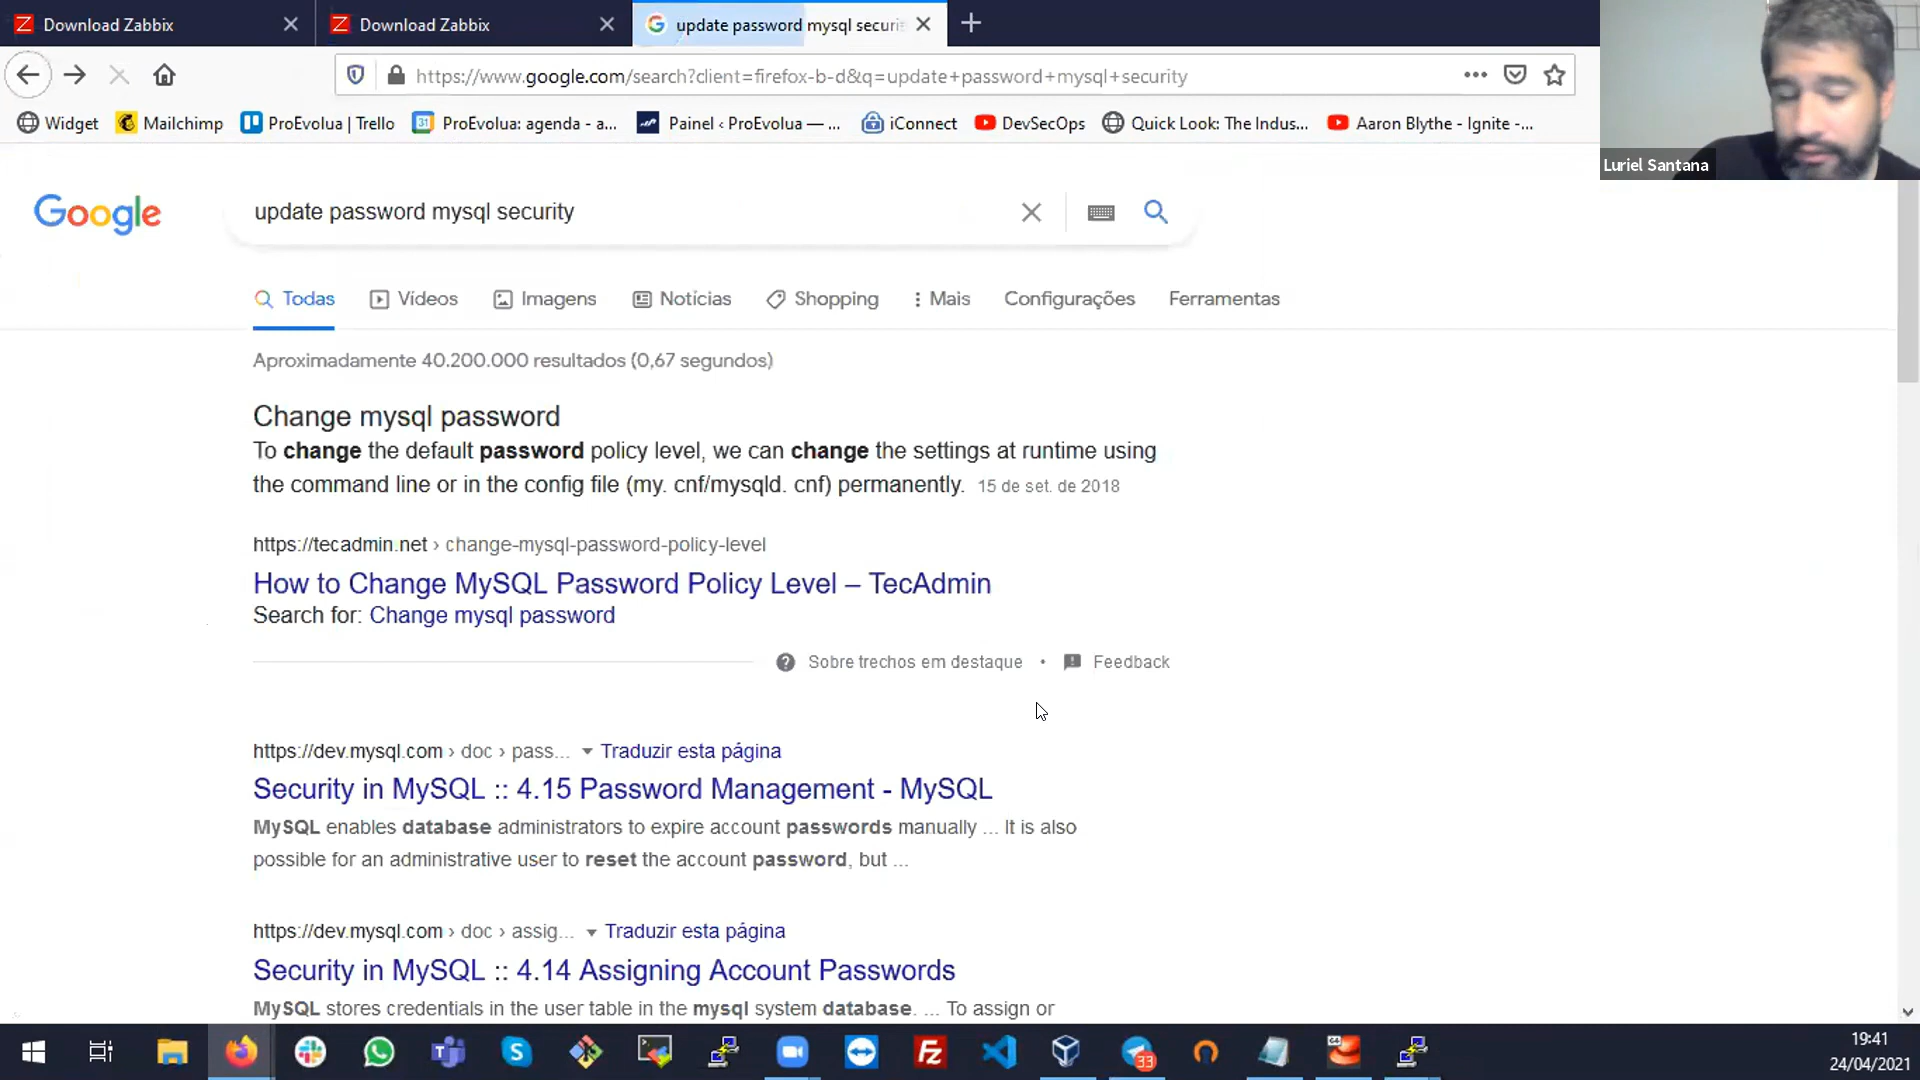 Download Zabbix
Download Zabbix
update password mysql securi
https://www.google.com/search?client=firefox-b-d&q=update+password+mysql+security
Widget
Mailchimp
ProEvolua | Trello
31
ProEvolua: agenda - a...
Painel ‹ ProEvolua — ...
iConnect
DevSecOps
Quick Look: The Indus...
Aaron Blythe - Ignite -...
Luriel Santana
Google
update password mysql security
Todas
Vídeos
Imagens
Notícias
Shopping
Mais
Configurações
Ferramentas
Aproximadamente 40.200.000 resultados (0,67 segundos)
Change mysql password
To change the default password policy level, we can change the settings at runtime using
the command line or in the config file (my. cnf/mysqld. cnf) permanently. 15 de set. de 2018
https://tecadmin.net › change-mysql-password-policy-level
How to Change MySQL Password Policy Level – TecAdmin
Search for: Change mysql password
Sobre trechos em destaque • Feedback
https://dev.mysql.com › doc › pass... Traduzir esta página
Security in MySQL :: 4.15 Password Management - MySQL
MySQL enables database administrators to expire account passwords manually ... It is also
possible for an administrative user to reset the account password, but ...
https://dev.mysql.com › doc › assig... Traduzir esta página
Security in MySQL :: 4.14 Assigning Account Passwords
MySQL stores credentials in the user table in the mysql system database. ... To assign or
33
64
19:41
24/04/2021